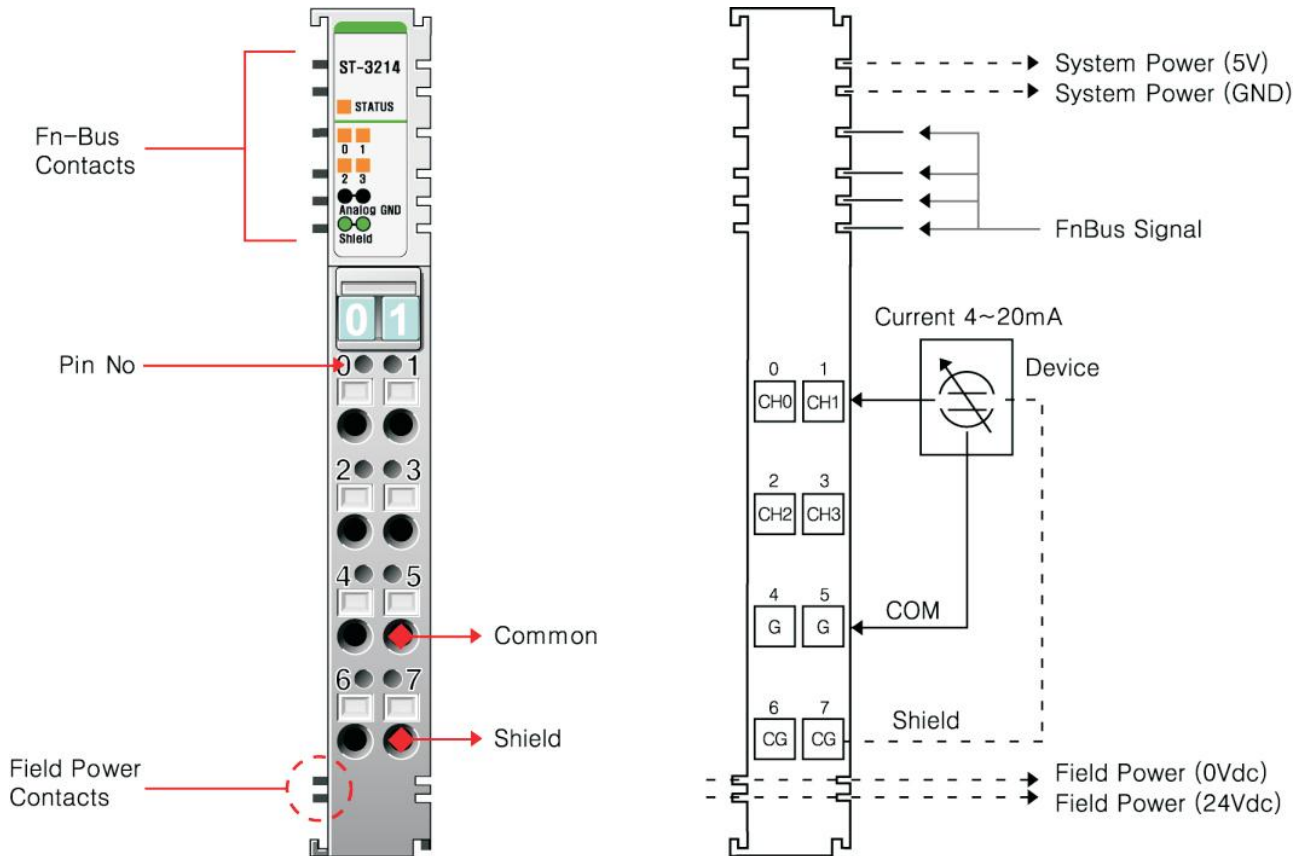 ST-3214
STATUS
0 1
2 3
Analog GND
Shield
Fn-Bus
Contacts
01
Pin No
0 1
2 3
4 5
Common
6 7
Shield
Field Power
Contacts
System Power (5V)
System Power (GND)
FnBus Signal
Current 4~20mA
Device
0 1
CH0 CH1
2 3
CH2 CH3
4 5
G G
COM
6 7
CG CG
Shield
Field Power (0Vdc)
Field Power (24Vdc)